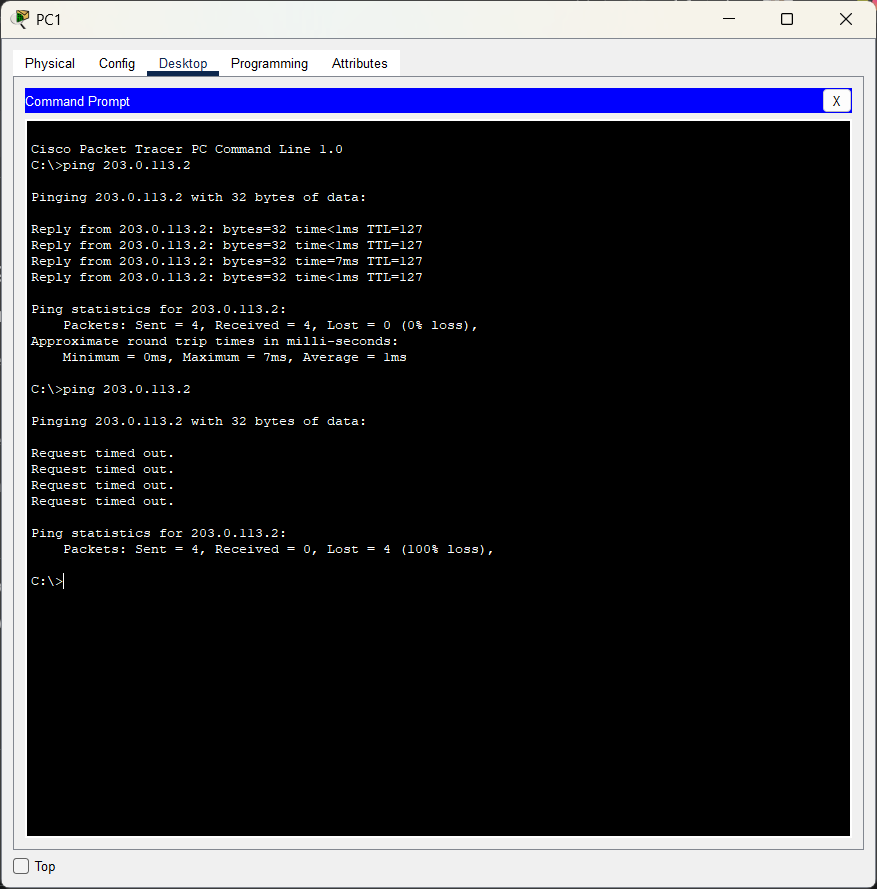 PC1
Physical Config Desktop Programming Attributes
Command Prompt
X
Cisco Packet Tracer PC Command Line 1.0
C:\>ping 203.0.113.2
Pinging 203.0.113.2 with 32 bytes of data:
Reply from 203.0.113.2: bytes=32 time<1ms TTL=127
Reply from 203.0.113.2: bytes=32 time<1ms TTL=127
Reply from 203.0.113.2: bytes=32 time=7ms TTL=127
Reply from 203.0.113.2: bytes=32 time<1ms TTL=127
Ping statistics for 203.0.113.2:
    Packets: Sent = 4, Received = 4, Lost = 0 (0% loss),
Approximate round trip times in milli-seconds:
    Minimum = 0ms, Maximum = 7ms, Average = 1ms
C:\>ping 203.0.113.2
Pinging 203.0.113.2 with 32 bytes of data:
Request timed out.
Request timed out.
Request timed out.
Request timed out.
Ping statistics for 203.0.113.2:
    Packets: Sent = 4, Received = 0, Lost = 4 (100% loss),
C:\>
Top